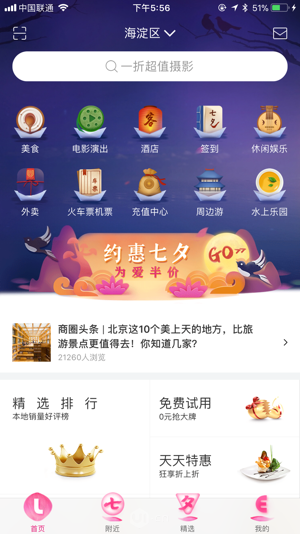 中国联通 下午5:56 51%
海淀区
一折超值摄影
客 七夕
美食 电影演出 酒店 签到 休闲娱乐
外卖 火车票机票 充值中心 周边游 水上乐园
约惠七夕 GO
为爱半价
商圈头条 | 北京这10个美上天的地方，比旅
游景点更值得去！你知道几家？
21260人浏览
精选排行
本地销量好评榜
免费试用
0元抢大牌
天天特惠
狂享折上折
L 七 夕 E
首页 附近 精选 我的